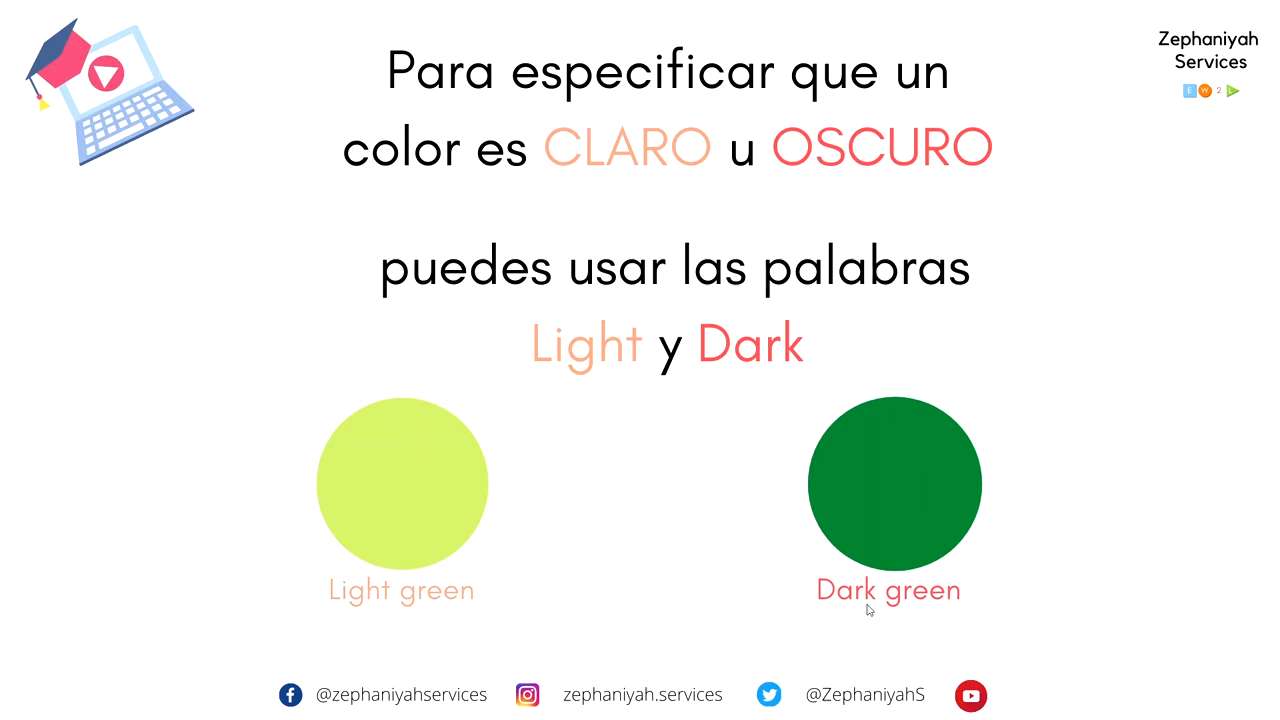 Zephaniyah
Services
E W 2 L
Para especificar que un
color es CLARO u OSCURO
puedes usar las palabras
Light y Dark
Light green
Dark green
@zephaniyahservices
zephaniyah.services
@ZephaniyahS